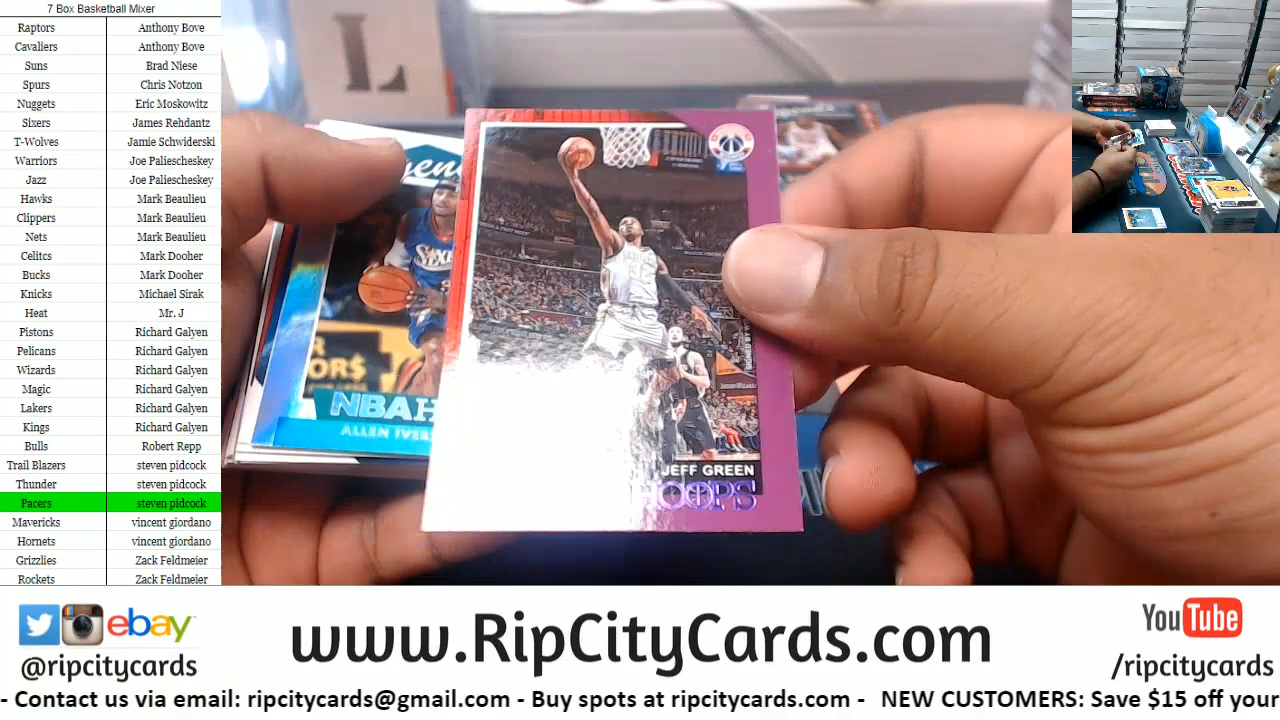 7 Box Basketball Mixer
Raptors Anthony Bove
Cavaliers Anthony Bove
Suns Brad Niese
Spurs Chris Notzon
Nuggets Eric Moskowitz
Sixers James Rehdantz
T-Wolves Jamie Schwiderski
Warriors Joe Paliescheskey
Jazz Joe Paliescheskey
Hawks Mark Beaulieu
Clippers Mark Beaulieu
Nets Mark Beaulieu
Celitcs Mark Dooher
Bucks Mark Dooher
Knicks Michael Sirak
Heat Mr. J
Pistons Richard Galyen
Pelicans Richard Galyen
Wizards Richard Galyen
Magic Richard Galyen
Lakers Richard Galyen
Kings Richard Galyen
Bulls Robert Repp
Trail Blazers steven pidcock
Thunder steven pidcock
Pacers steven pidcock
Mavericks vincent giordano
Hornets vincent giordano
Grizzlies Zack Feldmeier
Rockets Zack Feldmeier
L
SIXERS
NBA
ALLEN
JEFF GREEN
HOOPS
ebay
@ripcitycards
www.RipCityCards.com
YouTube
/ripcitycards
- Contact us via email: ripcitycards@gmail.com - Buy spots at ripcitycards.com - NEW CUSTOMERS: Save $15 off your